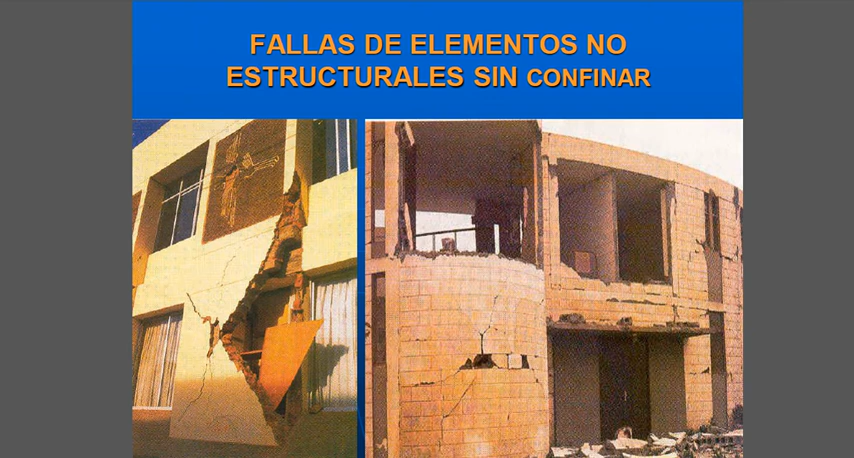 FALLAS DE ELEMENTOS NO
ESTRUCTURALES SIN CONFINAR